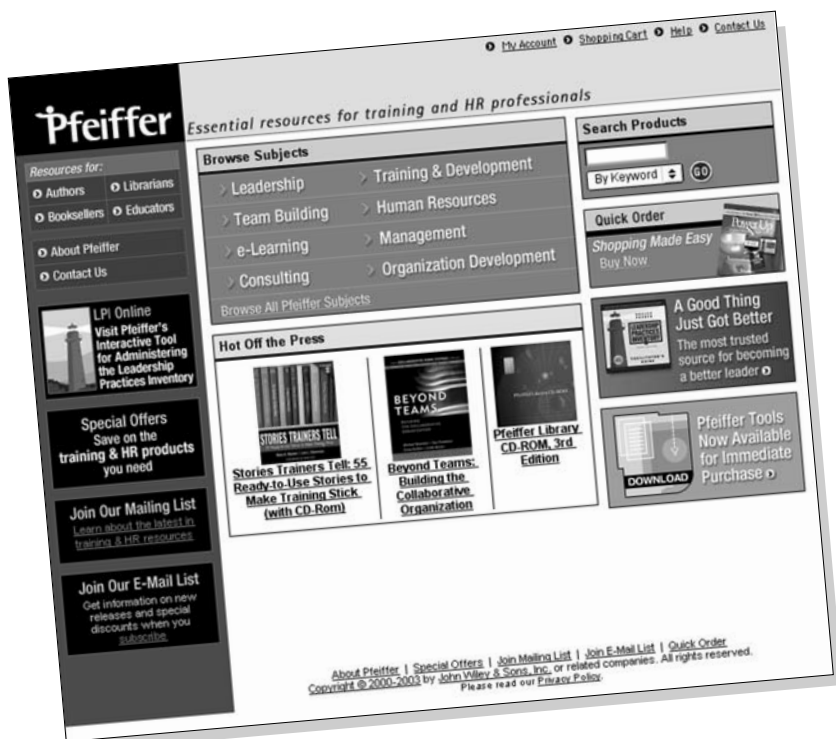 My Account Shopping Cart Help Contact Us
Pfeiffer
Essential resources for training and HR professionals
Resources for:
Authors
Librarians
Booksellers
Educators
About Pfeiffer
Contact Us
LPI Online
Visit Pfeiffer's
Interactive Tool
for Administering
the Leadership
Practices Inventory
Special Offers
Save on the
training & HR products
you need
Join Our Mailing List
Learn about the latest in
training & HR resources
Join Our E-Mail List
Get information on new
releases and special
discounts when you
subscribe
Browse Subjects
> Leadership
> Training & Development
> Team Building
> Human Resources
> e-Learning
> Management
> Consulting
> Organization Development
Browse All Pfeiffer Subjects
Hot Off the Press
STORIES TRAINERS TELL
Stories Trainers Tell: 55
Ready-to-Use Stories to
Make Training Stick
(with CD-Rom)
BEYOND
TEAMS
Beyond Teams:
Building the
Collaborative
Organization
Pfeiffer Library
CD-ROM, 3rd
Edition
Search Products
By Keyword
GO
Quick Order
Shopping Made Easy
Buy Now
PowerUp
A Good Thing
Just Got Better
The most trusted
source for becoming
a better leader
LEADERSHIP
PRACTICES
INVENTORY
Pfeiffer Tools
Now Available
for Immediate
Purchase
DOWNLOAD
About Pfeiffer | Special Offers | Join Mailing List | Join E-Mail List | Quick Order
Copyright © 2000-2003 by John Wiley & Sons, Inc. or related companies. All rights reserved.
Please read our Privacy Policy.